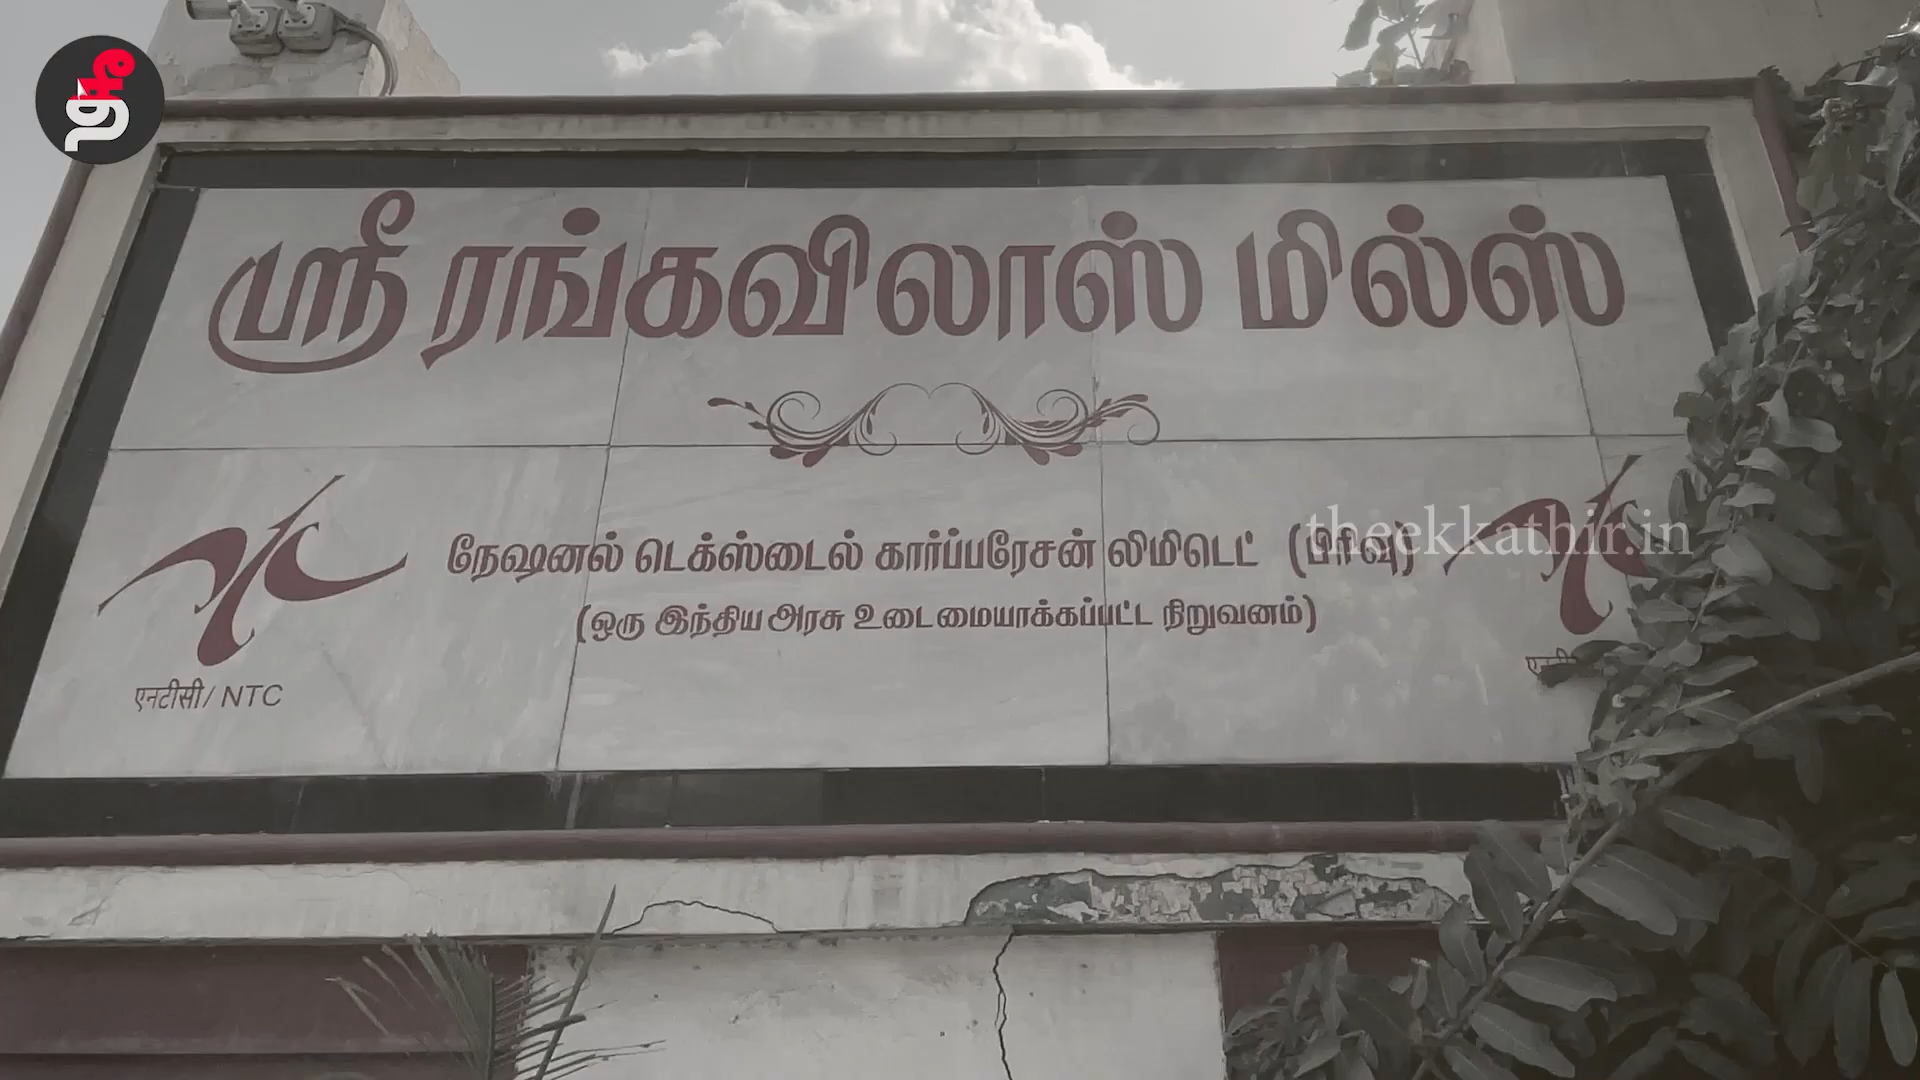 தீ
ஸ்ரீ ரங்கவிலாஸ் மில்ஸ்
நேஷனல் டெக்ஸ்டைல் கார்ப்பரேசன் லிமிடெட் (பிரிவு)
theekkathir.in
(ஒரு இந்திய அரசு உடைமையாக்கப்பட்ட நிறுவனம்)
एनटीसी/ NTC